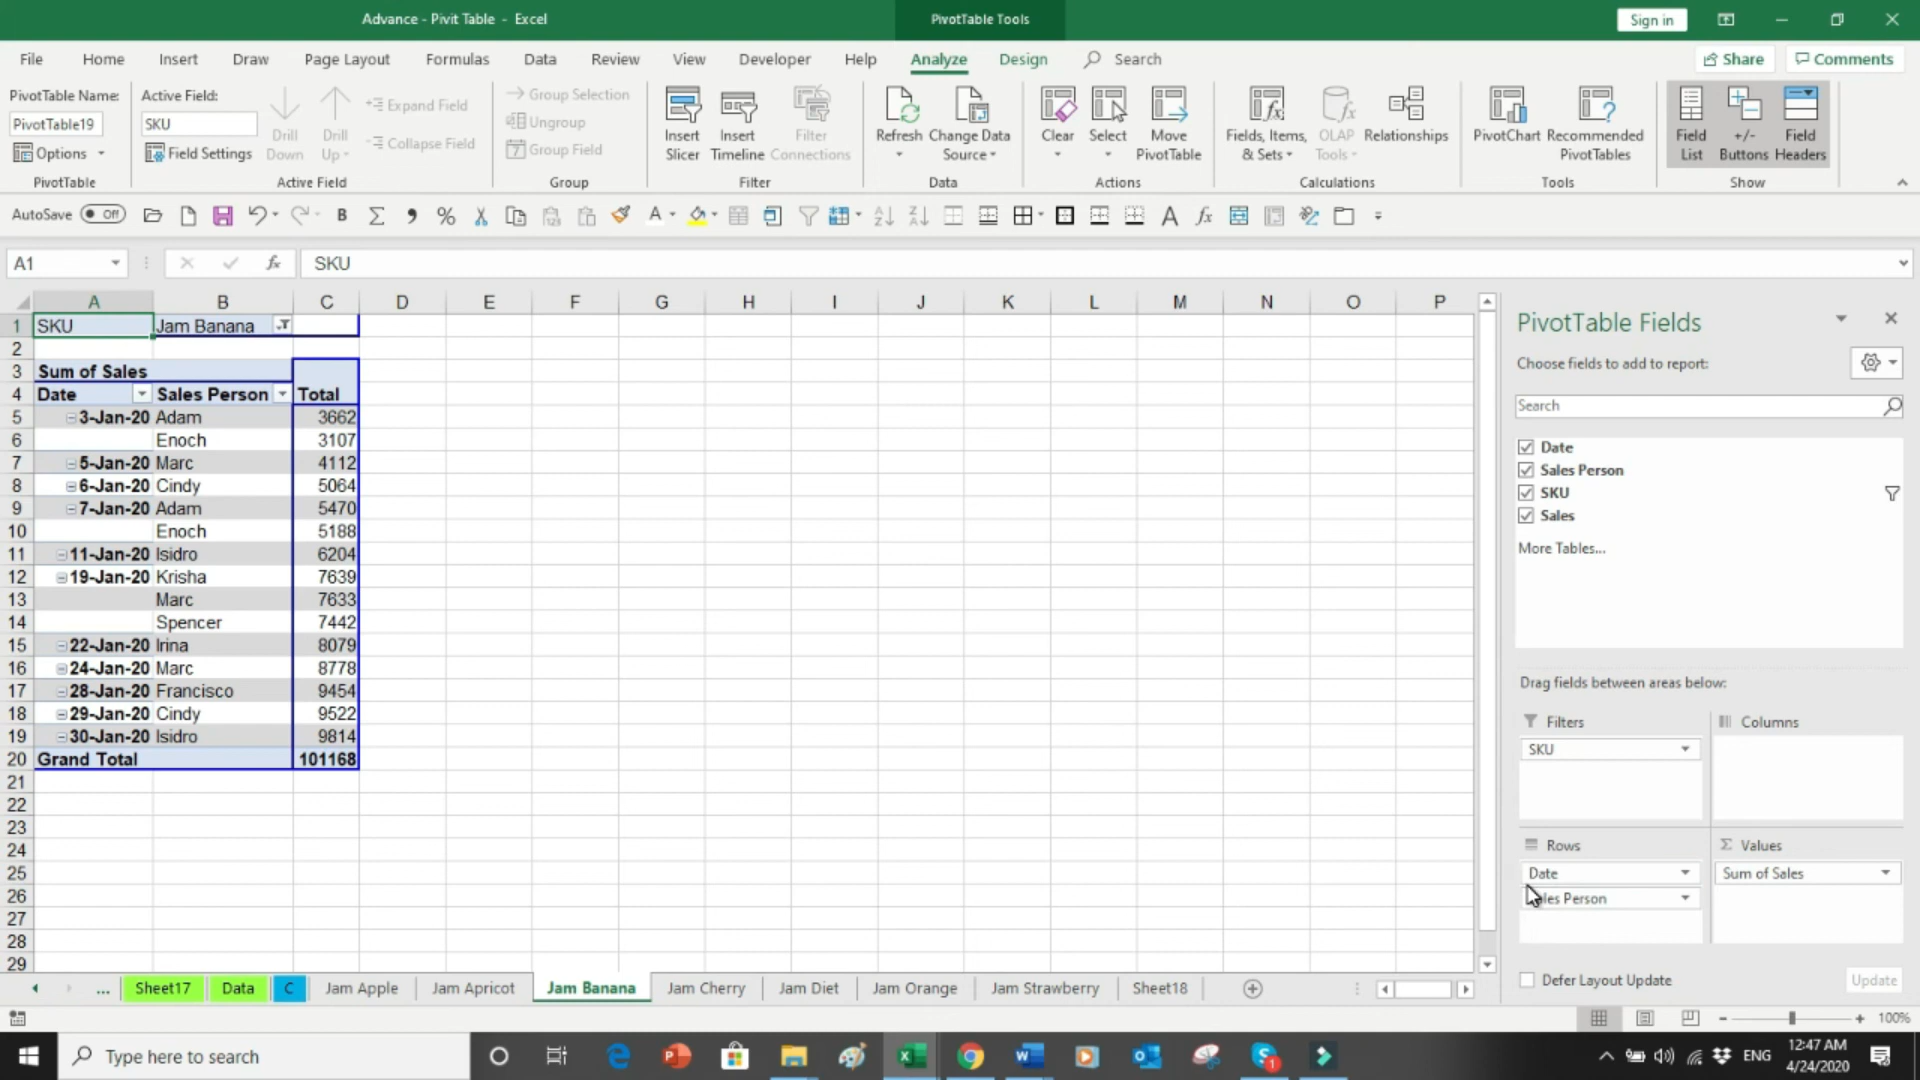 Advance - Pivit Table - Excel
PivotTable Tools
Sign in
File Home Insert Draw Page Layout Formulas Data Review View Developer Help Analyze Design Search Share Comments
PivotTable Name:
PivotTable19
Options
PivotTable
Active Field:
SKU
Field Settings
Drill Down
Drill Up
Expand Field
Collapse Field
Active Field
Group Selection
Ungroup
Group Field
Group
Insert Slicer
Insert Timeline
Filter Connections
Filter
Refresh
Change Data Source
Data
Clear
Select
Move PivotTable
Actions
Fields, Items, & Sets
OLAP Tools
Relationships
Calculations
PivotChart
Recommended PivotTables
Tools
Field List
+/- Buttons
Field Headers
Show
AutoSave Off
A1
SKU
A B C D E F G H I J K L M N O P
1 SKU Jam Banana
2
3 Sum of Sales
4 Date Sales Person Total
5 3-Jan-20 Adam 3662
6 Enoch 3107
7 5-Jan-20 Marc 4112
8 6-Jan-20 Cindy 5064
9 7-Jan-20 Adam 5470
10 Enoch 5188
11 11-Jan-20 Isidro 6204
12 19-Jan-20 Krisha 7639
13 Marc 7633
14 Spencer 7442
15 22-Jan-20 Irina 8079
16 24-Jan-20 Marc 8778
17 28-Jan-20 Francisco 9454
18 29-Jan-20 Cindy 9522
19 30-Jan-20 Isidro 9814
20 Grand Total 101168
21
22
23
24
25
26
27
28
29
PivotTable Fields
Choose fields to add to report:
Search
Date
Sales Person
SKU
Sales
More Tables...
Drag fields between areas below:
Filters
SKU
Columns
Rows
Date
les Person
Values
Sum of Sales
Defer Layout Update
Update
... Sheet17 Data C Jam Apple Jam Apricot Jam Banana Jam Cherry Jam Diet Jam Orange Jam Strawberry Sheet18
100%
Type here to search
ENG
12:47 AM
4/24/2020